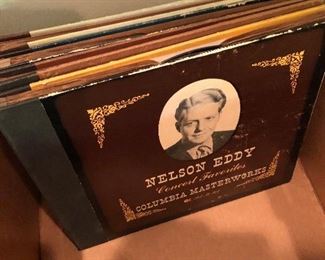 NELSON EDDY
Concert Favorites
COLUMBIA MASTERWORKS